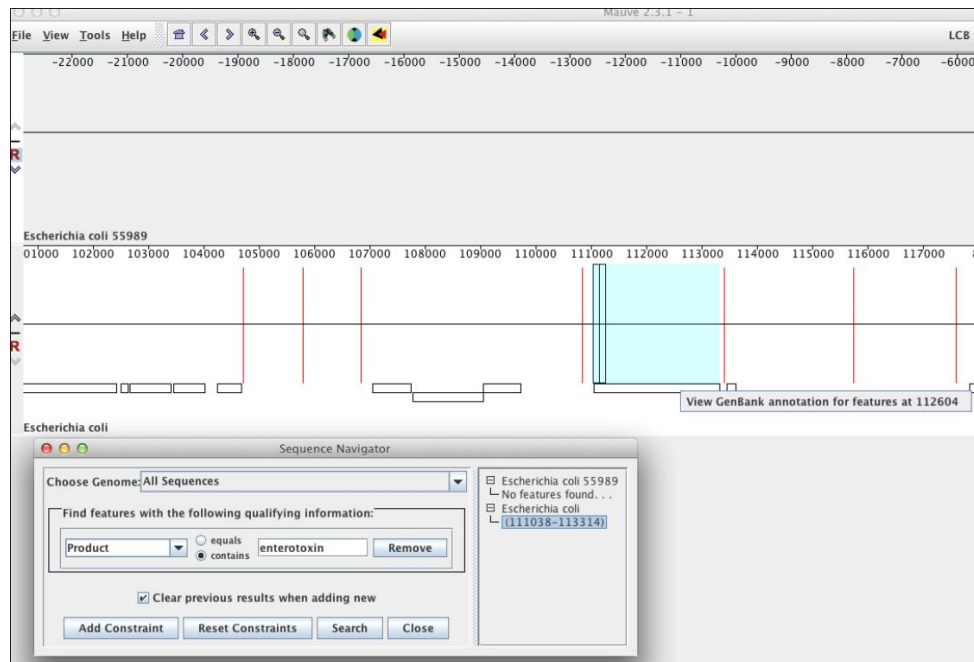 Mauve 2.3.1 - 1
File View Tools Help LCB
-22000 -21000 -20000 -19000 -18000 -17000 -16000 -15000 -14000 -13000 -12000 -113000 -10000 -9000 -8000 -7000 -6000
R
Escherichia coli 55989
01000 102000 103000 104000 105000 106000 107000 108000 109000 110000 111000 112000 113000 114000 115000 116000 117000
R
View GenBank annotation for features at 112604
Escherichia coli
Sequence Navigator
Choose Genome: All Sequences
Find features with the following qualifying information:
Product equals contains enterotoxin Remove
Clear previous results when adding new
Add Constraint Reset Constraints Search Close
Escherichia coli 55989
No features found. . .
Escherichia coli
(111038-113314)